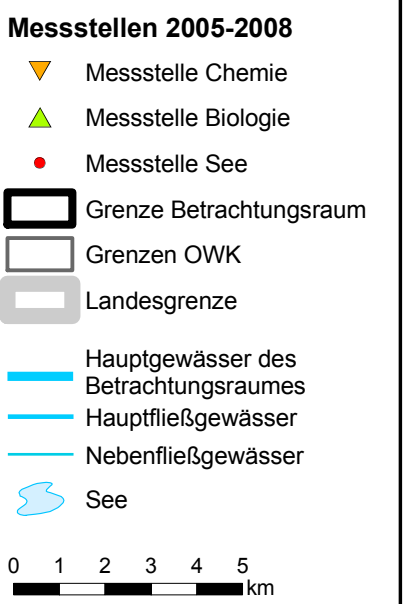 Messstellen 2005-2008
Messstelle Chemie
Messstelle Biologie
Messstelle See
Grenze Betrachtungsraum
Grenzen OWK
Landesgrenze
Hauptgewässer des
Betrachtungsraumes
Hauptfließgewässer
Nebenfließgewässer
See
0 1 2 3 4 5
km